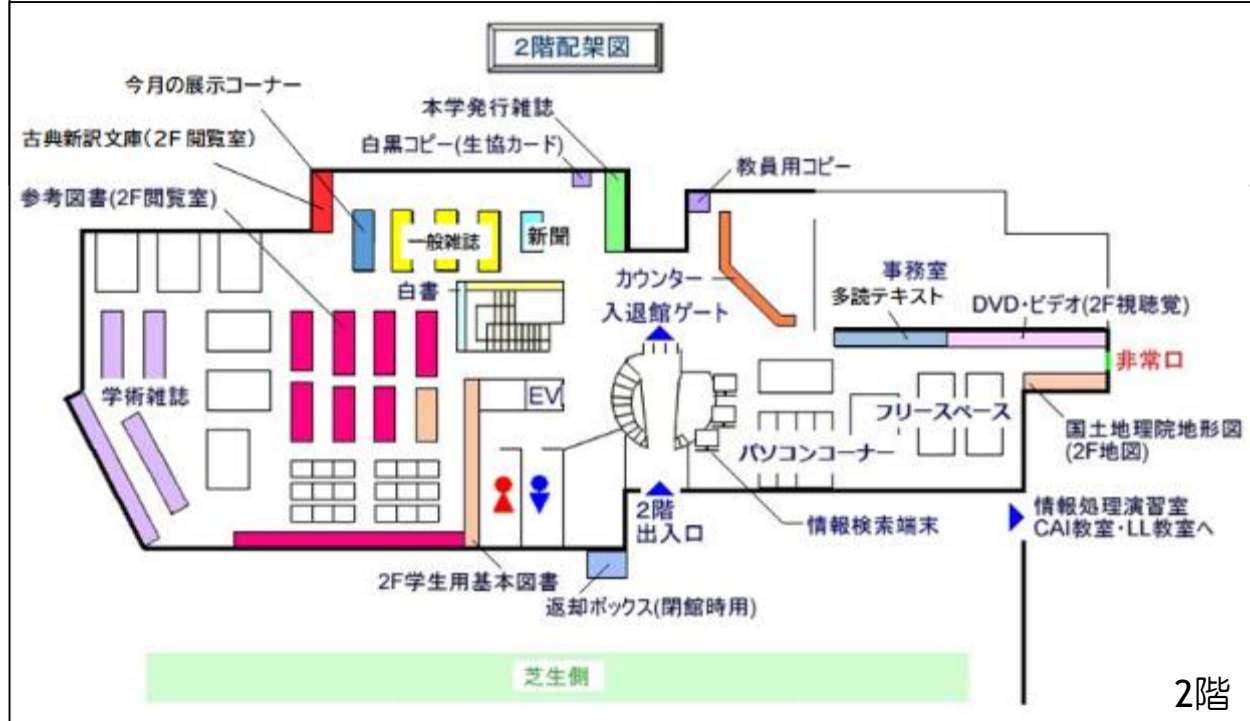 2階配架図
今月の展示コーナー
本学発行雑誌
古典新訳文庫(2F 閲覧室)
白黒コピー(生協カード)
教員用コピー
参考図書(2F閲覧室)
一般雑誌
新聞
カウンター
事務室
白書
多読テキスト
DVD・ビデオ(2F視聴覚)
入退館ゲート
非常口
学術雑誌
EV
フリースペース
国土地理院地形図
(2F地図)
パソコンコーナー
2階
出入口
情報検索端末
情報処理演習室
CAI教室・LL教室へ
2F学生用基本図書
返却ボックス(閉館時用)
芝生側
2階